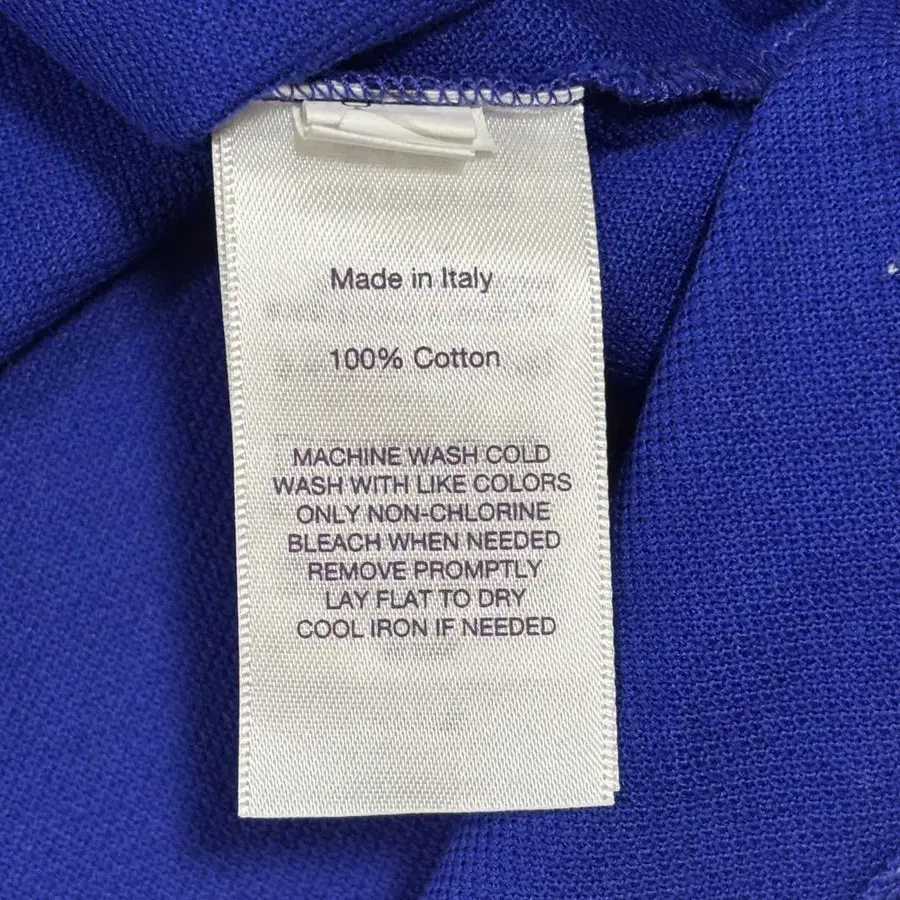 Made in Italy
100% Cotton
MACHINE WASH COLD
WASH WITH LIKE COLORS
ONLY NON-CHLORINE
BLEACH WHEN NEEDED
REMOVE PROMPTLY
LAY FLAT TO DRY
COOL IRON IF NEEDED